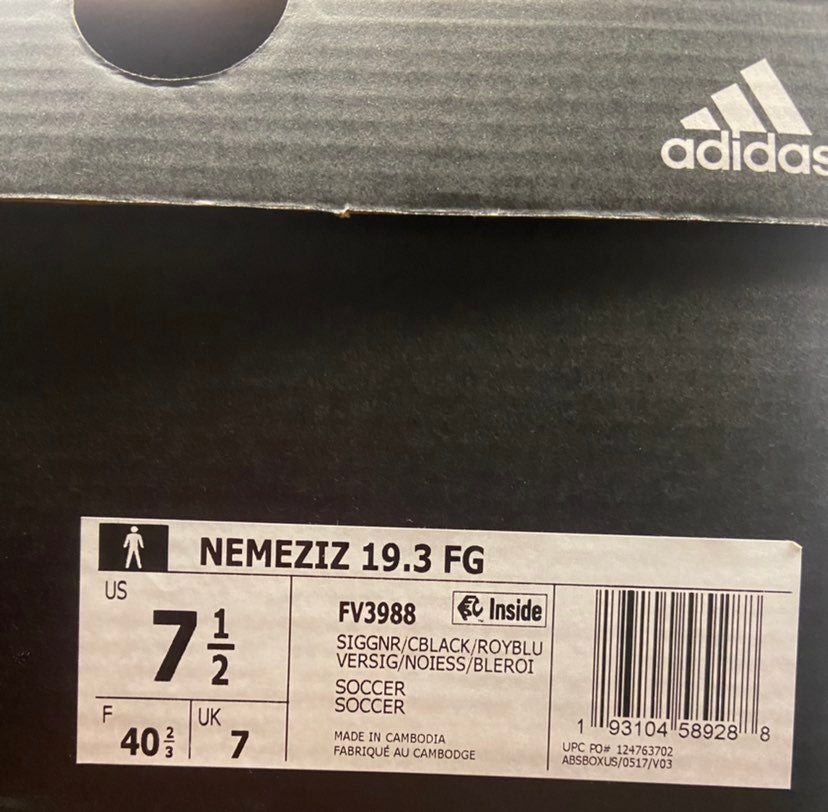 adidas
NEMEZIZ 19.3 FG
US
7 1/2
F
40 2/3
UK
7
FV3988
Inside
SIGGNR/CBLACK/ROYBLU
VERSIG/NOIESS/BLEROI
SOCCER
SOCCER
MADE IN CAMBODIA
FABRIQUÉ AU CAMBODGE
1 93104 58928 8
UPC PO# 124763702
ABSBOXUS/0517/V03